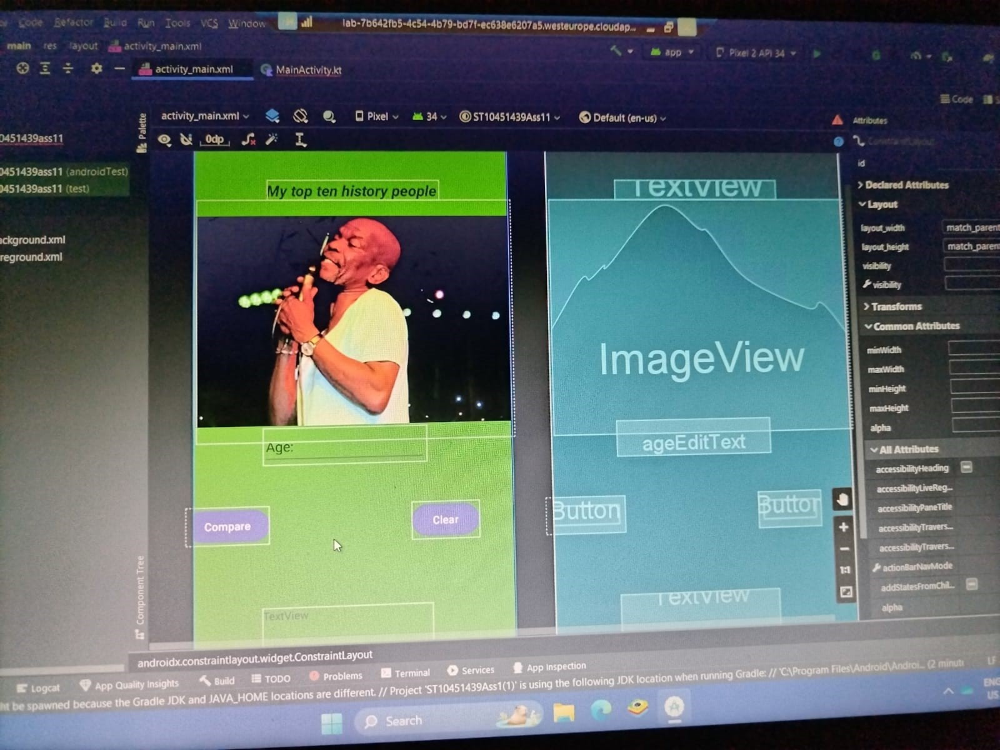 Code Refactor Build Run Tools VCS Window
lab-7b642fb5-4c54-4b79-bd7f-ec638e6207a5.westeurope.cloudap...
main res layout activity_main.xml
app Pixel 2 API 34
activity_main.xml MainActivity.kt
Code
Palette
activity_main.xml Pixel 34 ST10451439Ass11 Default (en-us)
Attributes
0dp
ConstraintLayout
0451439ass11
id
0451439ass11 (androidTest)
0451439ass11 (test)
ckground.xml
reground.xml
My top ten history people
Age:
Compare
Clear
TextView
TextView
ImageView
ageEditText
Button
Button
TextView
Declared Attributes
Layout
layout_width match_parent
layout_height match_parent
visibility
visibility
Transforms
Common Attributes
minWidth
maxWidth
minHeight
maxHeight
alpha
All Attributes
accessibilityHeading
accessibilityLiveReg...
accessibilityPaneTitle
accessibilityTravers...
accessibilityTravers...
actionBarNavMode
addStatesFromChil...
alpha
1:1
Component Tree
androidx.constraintlayout.widget.ConstraintLayout
Logcat App Quality Insights Build TODO Problems Terminal Services App Inspection
ht be spawned because the Gradle JDK and JAVA_HOME locations are different. // Project 'ST10451439Ass1(1)' is using the following JDK location when running Gradle: // 'C:\Program Files\Android\Androi... (2 minut LF
Search
ENG
US